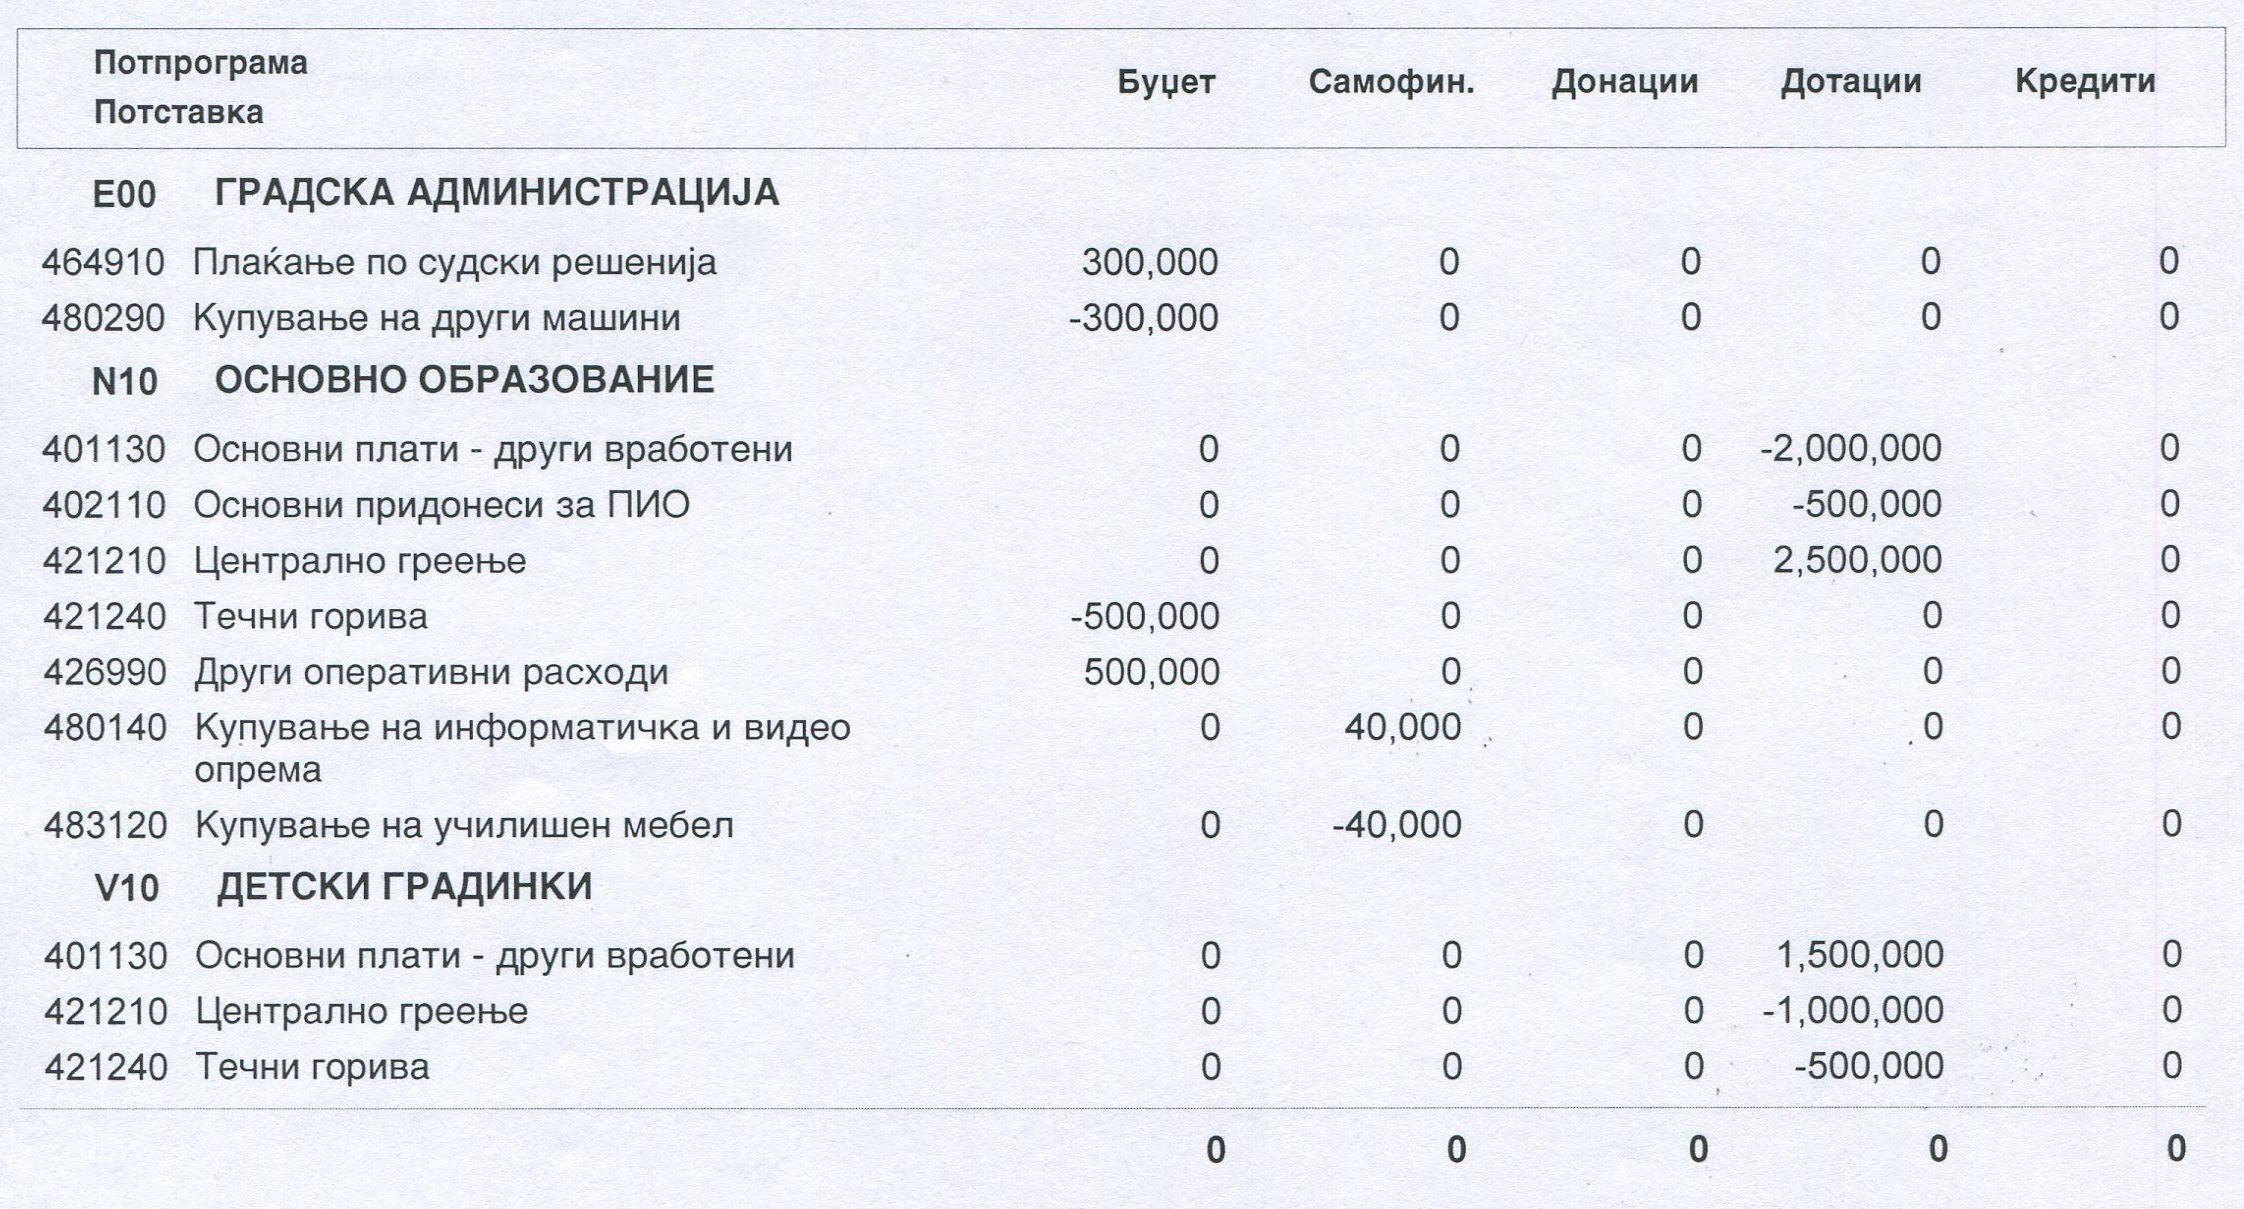 Потпрограма
Потставка
Буџет Самофин. Донации Дотации Кредити
E00 ГРАДСКА АДМИНИСТРАЦИЈА
464910 Плаќање по судски решенија 300,000 0 0 0 0
480290 Купување на други машини -300,000 0 0 0 0
N10 ОСНОВНО ОБРАЗОВАНИЕ
401130 Основни плати - други вработени 0 0 0 -2,000,000 0
402110 Основни придонеси за ПИО 0 0 0 -500,000 0
421210 Централно греење 0 0 0 2,500,000 0
421240 Течни горива -500,000 0 0 0 0
426990 Други оперативни расходи 500,000 0 0 0 0
480140 Купување на информатичка и видео 0 40,000 0 0 0
опрема
483120 Купување на училишен мебел 0 -40,000 0 0 0
V10 ДЕТСКИ ГРАДИНКИ
401130 Основни плати - други вработени 0 0 0 1,500,000 0
421210 Централно греење 0 0 0 -1,000,000 0
421240 Течни горива 0 0 0 -500,000 0
0 0 0 0 0